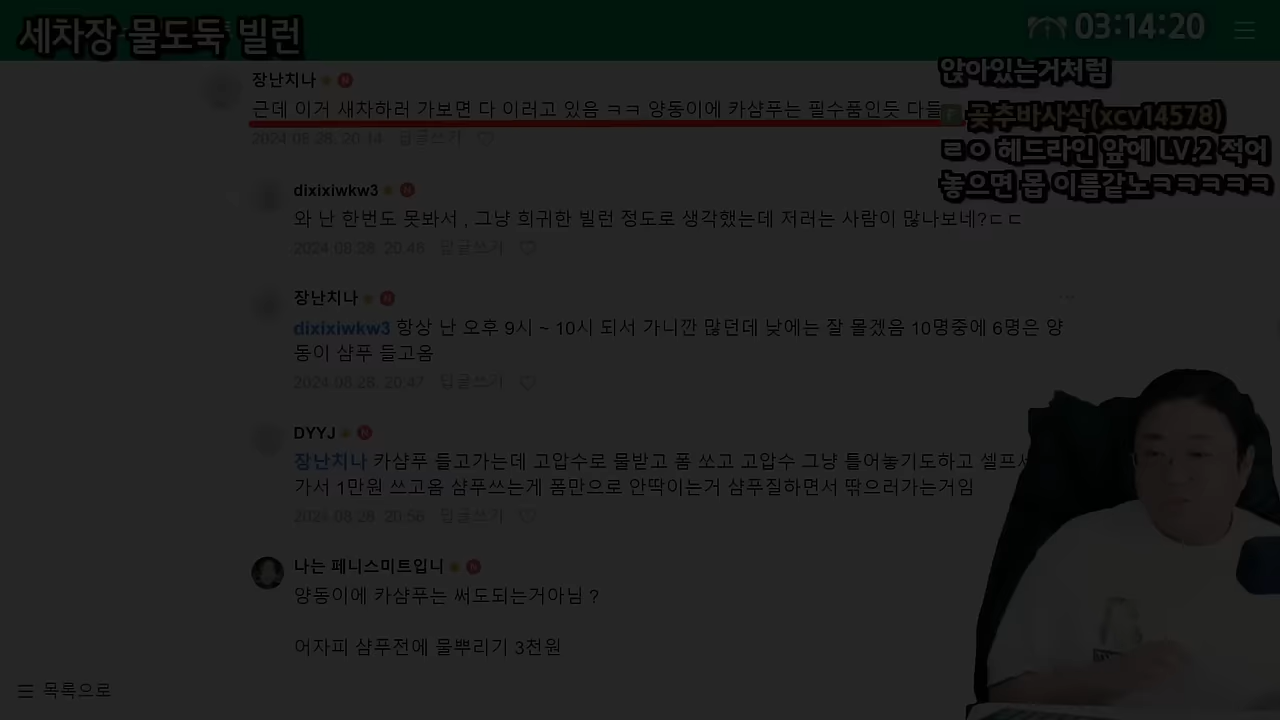 세차장 물도둑 빌런
03:14:20
장난치나
근데 이거 새차하러 가보면 다 이러고 있음 ㅋㅋ 양동이에 카샴푸는 필수품인듯 다들
2024.08.28. 20:14 답글쓰기
앉아있는거처럼
곶추바사삭(xcv14578)
ㄹㅇ 헤드라인 앞에 LV.2 적어
놓으면 몹 이름같노ㅋㅋㅋㅋㅋ
dixixiwkw3
와 난 한번도 못봐서 , 그냥 희귀한 빌런 정도로 생각했는데 저러는 사람이 많나보네?ㄷㄷ
2024.08.28. 20:46 답글쓰기
장난치나
dixixiwkw3 항상 난 오후 9시 ~ 10시 되서 가니깐 많던데 낮에는 잘 몰겠음 10명중에 6명은 양
동이 샴푸 들고옴
2024.08.28. 20:47 답글쓰기
DYYJ
장난치나 카샴푸 들고가는데 고압수로 물받고 폼 쏘고 고압수 그냥 틀어놓기도하고 셀프세
가서 1만원 쓰고옴 샴푸쓰는게 폼만으로 안딱이는거 샴푸질하면서 딲으러가는거임
2024.08.28. 20:56 답글쓰기
나는 페니스미트입니
양동이에 카샴푸는 써도되는거아님 ?
어자피 샴푸전에 물뿌리기 3천원
목록으로